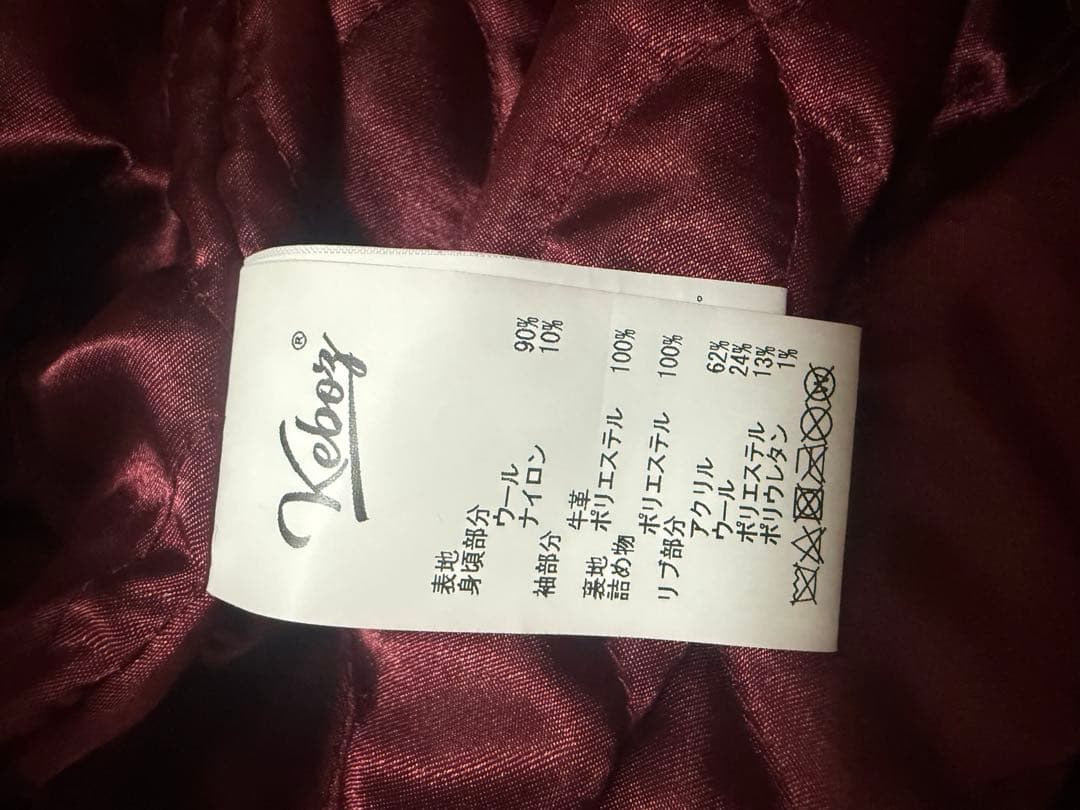 Keboz®
表地
身頃部分
ウール 90%
ナイロン 10%
袖部分
牛革
裏地
ポリエステル 100%
詰め物
ポリエステル 100%
リブ部分
アクリル 62%
ウール 24%
ポリエステル 13%
ポリウレタン 1%